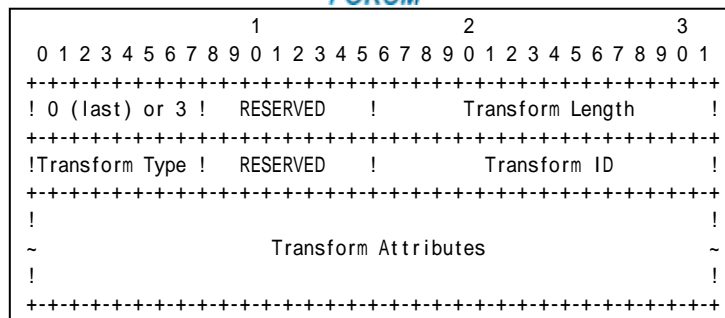 FORUM
1 2 3
0 1 2 3 4 5 6 7 8 9 0 1 2 3 4 5 6 7 8 9 0 1 2 3 4 5 6 7 8 9 0 1
+-+-+-+-+-+-+-+-+-+-+-+-+-+-+-+-+-+-+-+-+-+-+-+-+-+-+-+-+-+-+-+-+
! 0 (last) or 3 ! RESERVED ! Transform Length !
+-+-+-+-+-+-+-+-+-+-+-+-+-+-+-+-+-+-+-+-+-+-+-+-+-+-+-+-+-+-+-+-+
!Transform Type ! RESERVED ! Transform ID !
+-+-+-+-+-+-+-+-+-+-+-+-+-+-+-+-+-+-+-+-+-+-+-+-+-+-+-+-+-+-+-+-+
! !
~ Transform Attributes ~
! !
+-+-+-+-+-+-+-+-+-+-+-+-+-+-+-+-+-+-+-+-+-+-+-+-+-+-+-+-+-+-+-+-+